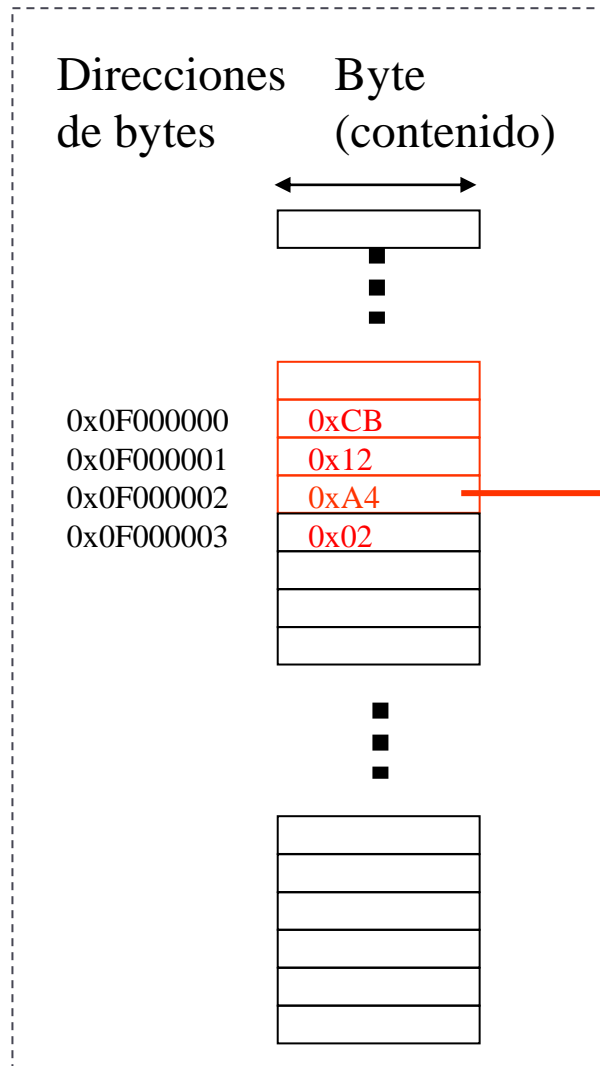 Direcciones Byte
de bytes (contenido)
0x0F000000 0xCB
0x0F000001 0x12
0x0F000002 0xA4
0x0F000003 0x02